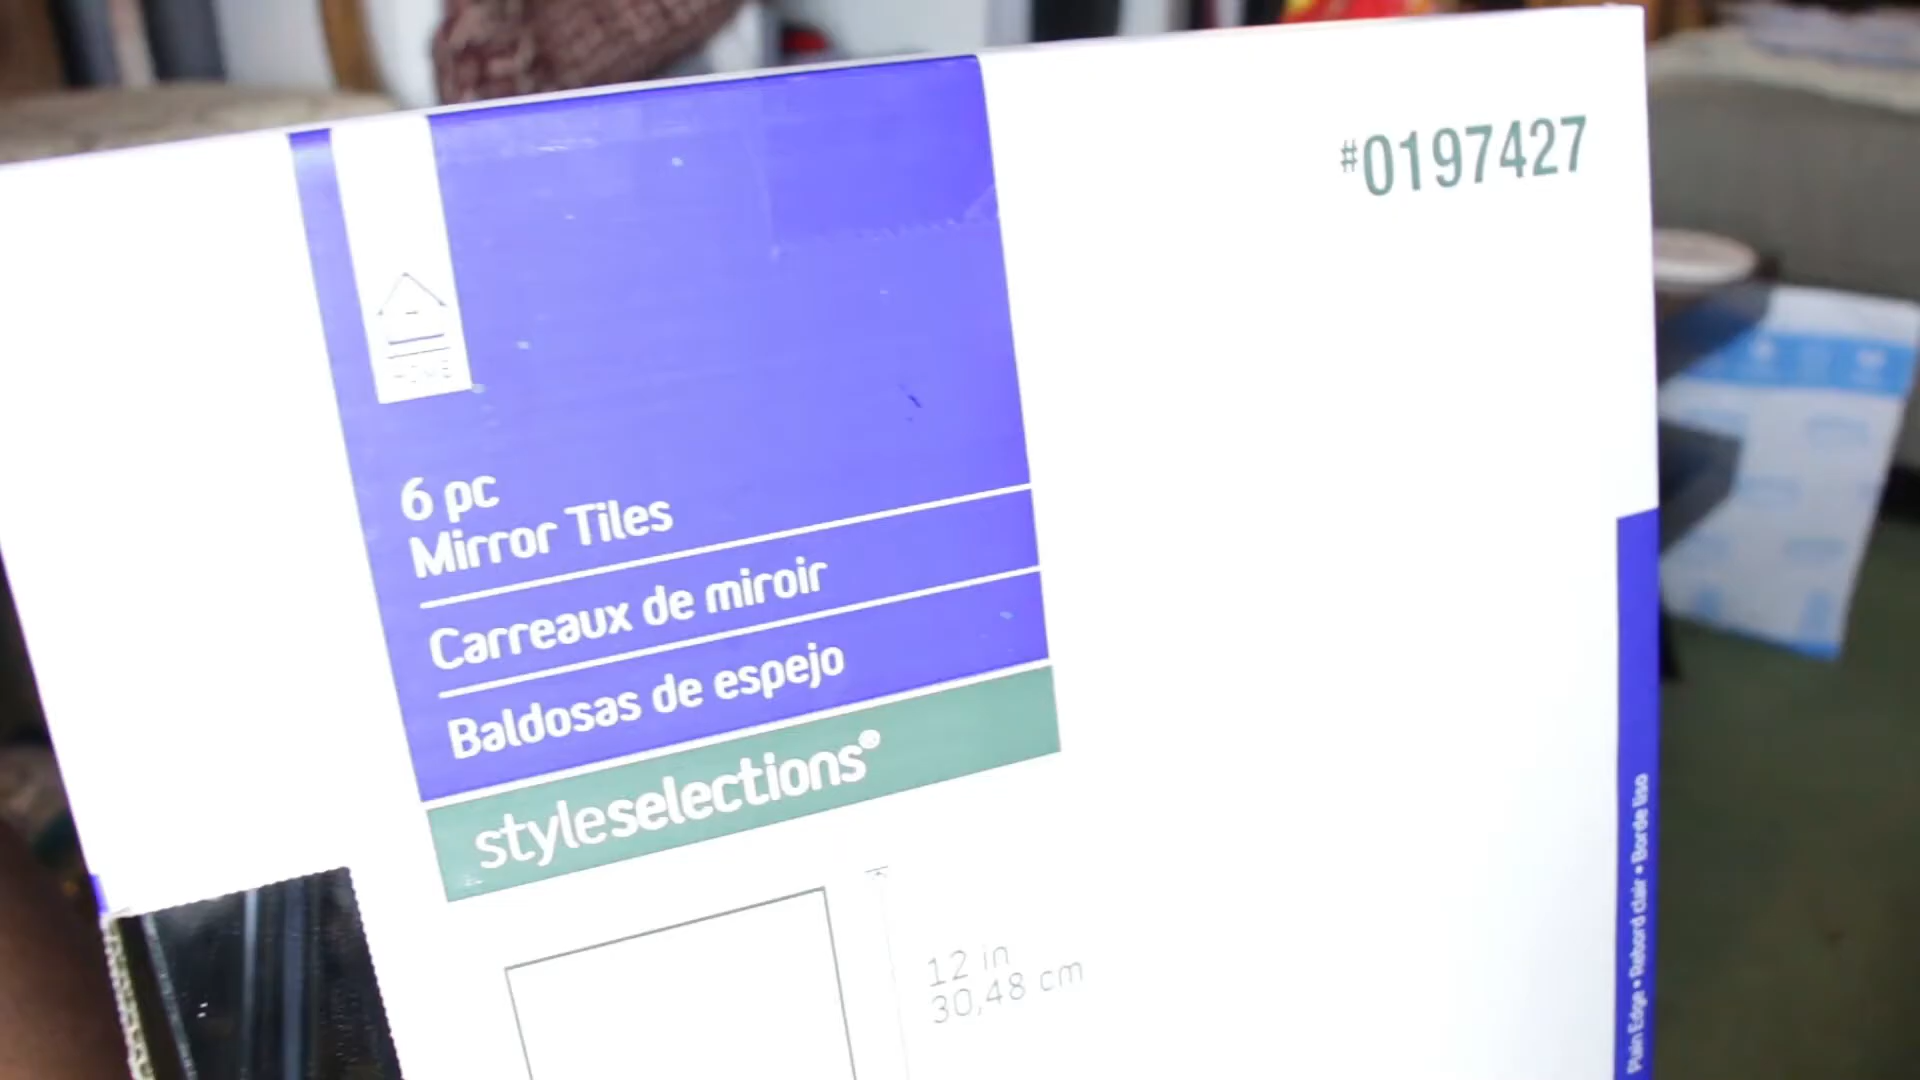 #0197427
HOME
6 pc
Mirror Tiles
Carreaux de miroir
Baldosas de espejo
styleselections®
12 in
30,48 cm
Plain Edge • Rebord clair • Borde liso